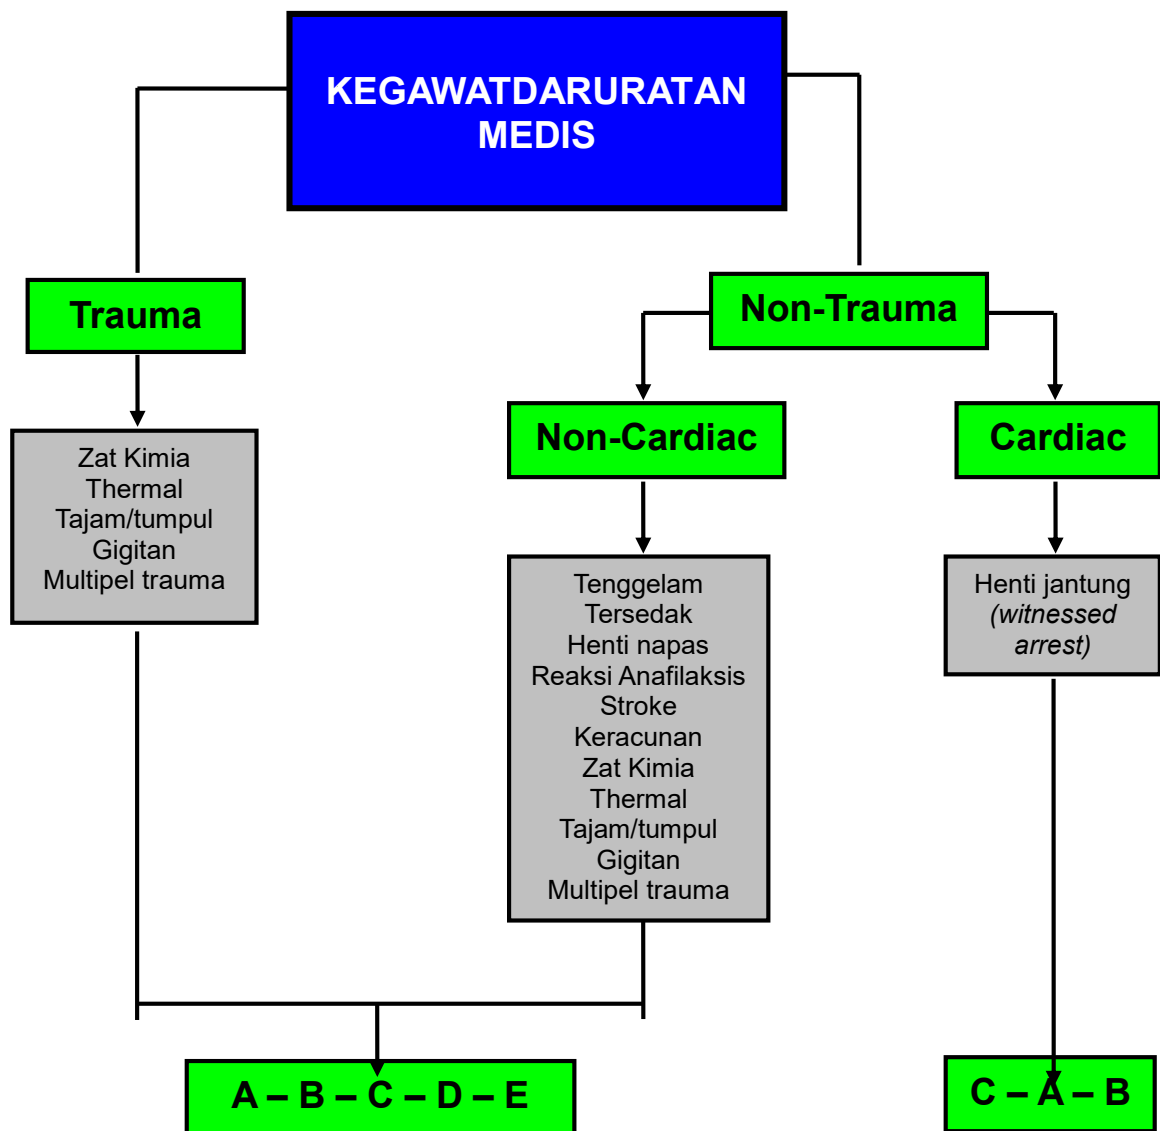 KEGAWATDARURATAN
MEDIS
Trauma
Non-Trauma
Non-Cardiac
Cardiac
Zat Kimia
Thermal
Tajam/tumpul
Gigitan
Multipel trauma
Tenggelam
Tersedak
Henti napas
Reaksi Anafilaksis
Stroke
Keracunan
Zat Kimia
Thermal
Tajam/tumpul
Gigitan
Multipel trauma
Henti jantung
(witnessed
arrest)
A – B – C – D – E
C – A – B